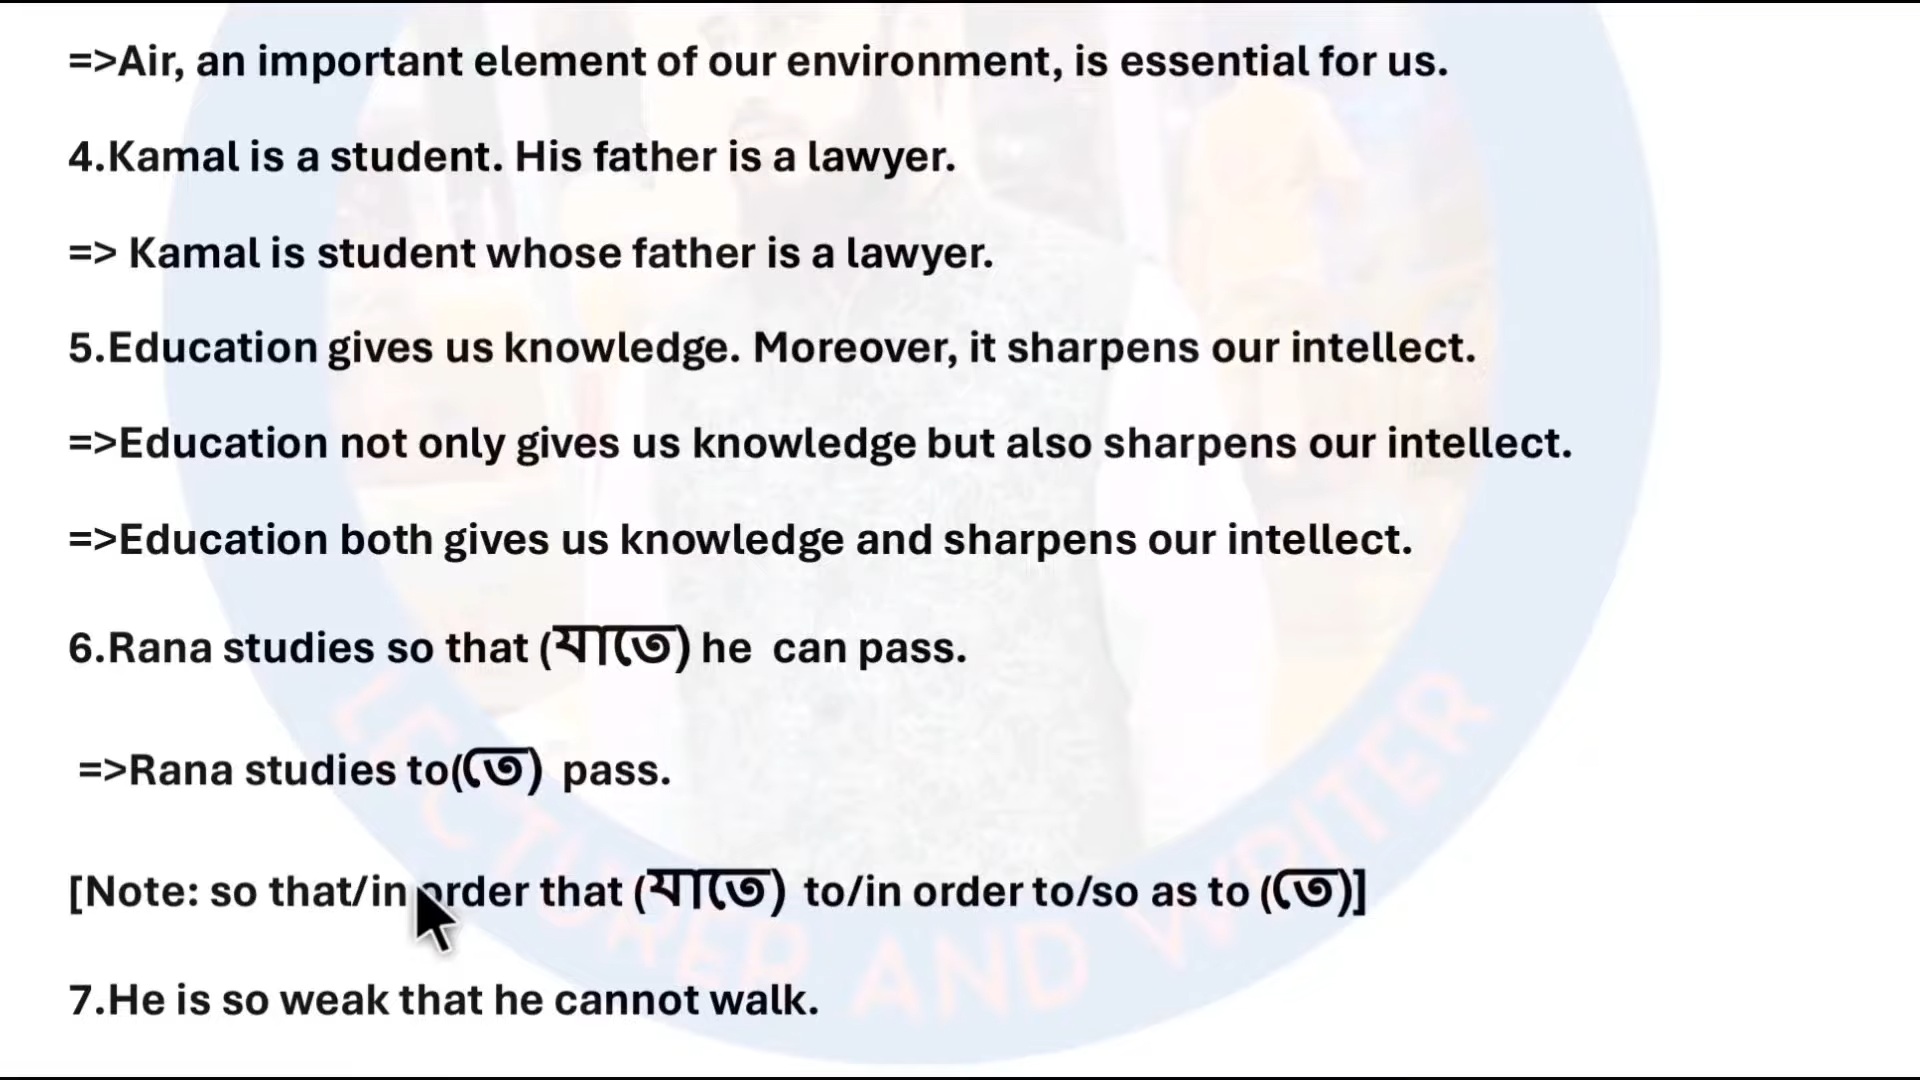 =>Air, an important element of our environment, is essential for us.
4.Kamal is a student. His father is a lawyer.
=> Kamal is student whose father is a lawyer.
5.Education gives us knowledge. Moreover, it sharpens our intellect.
=>Education not only gives us knowledge but also sharpens our intellect.
=>Education both gives us knowledge and sharpens our intellect.
6.Rana studies so that (যাতে) he  can pass.
=>Rana studies to(তে)  pass.
[Note: so that/in order that (যাতে)  to/in order to/so as to (তে)]
7.He is so weak that he cannot walk.
LECTURER AND WRITER